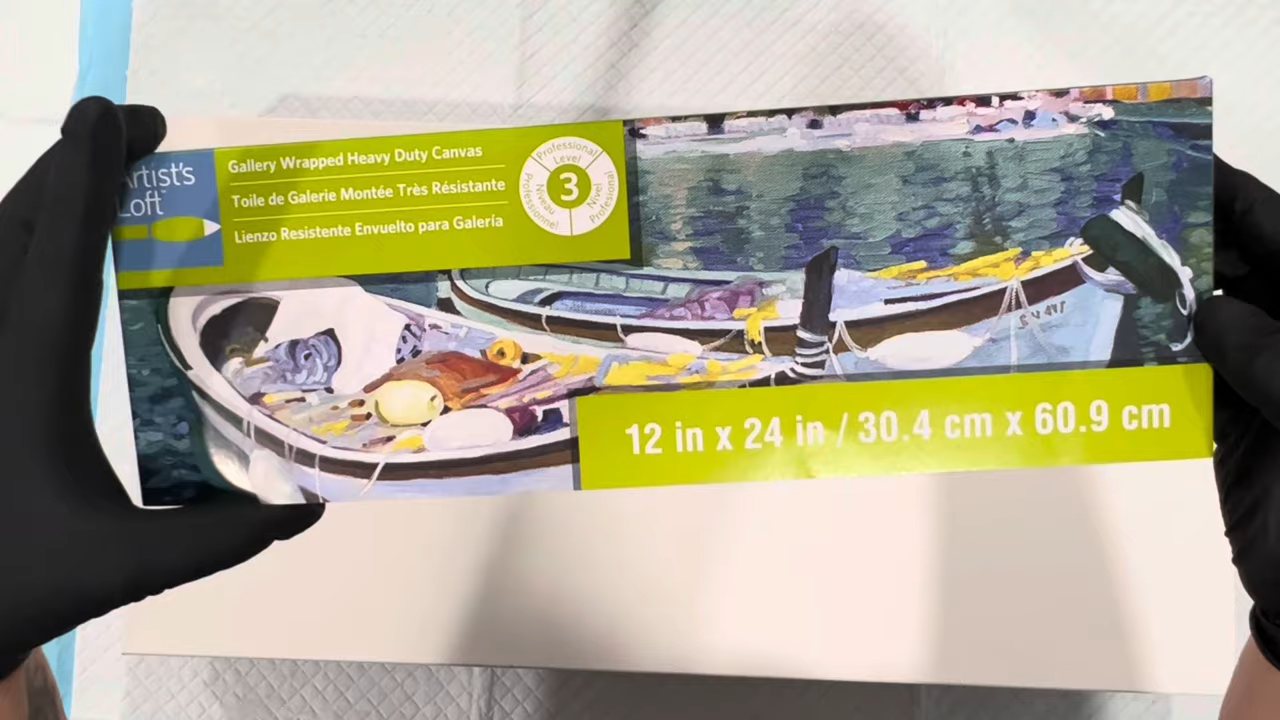 Artist's
Loft™
Gallery Wrapped Heavy Duty Canvas
Toile de Galerie Montée Très Résistante
Lienzo Resistente Envuelto para Galería
Professional
Level
3
Niveau
Professionnel
Nivel
Profesional
12 in x 24 in / 30.4 cm x 60.9 cm